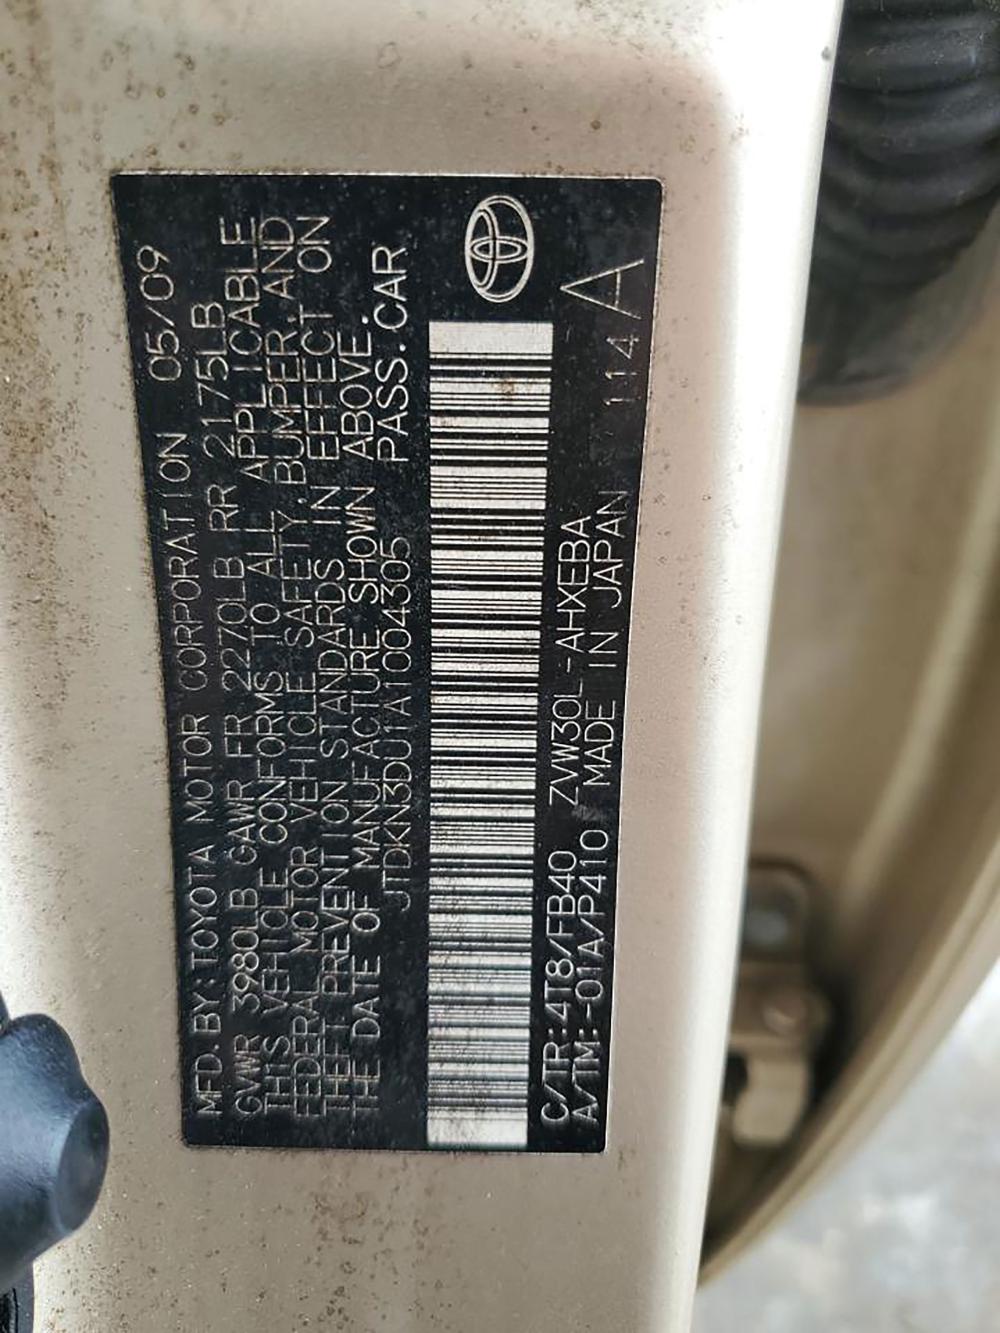 MFD.BY:TOYOTA MOTOR CORPORATION 05/09
GVWR 3980LB GAWR FR 2270LB RR 2175LB
THIS VEHICLE CONFORMS TO ALL APPLICABLE
FEDERAL MOTOR VEHICLE SAFETY,BUMPER,AND
THEFT PREVENTION STANDARDS IN EFFECT ON
THE DATE OF MANUFACTURE SHOWN ABOVE.
JTDKN3DU1A1004305 PASS.CAR
C/TR:4T8/FB40 ZVW30L-AHXEBA
A/TM:-01A/P410 MADE IN JAPAN 114 A